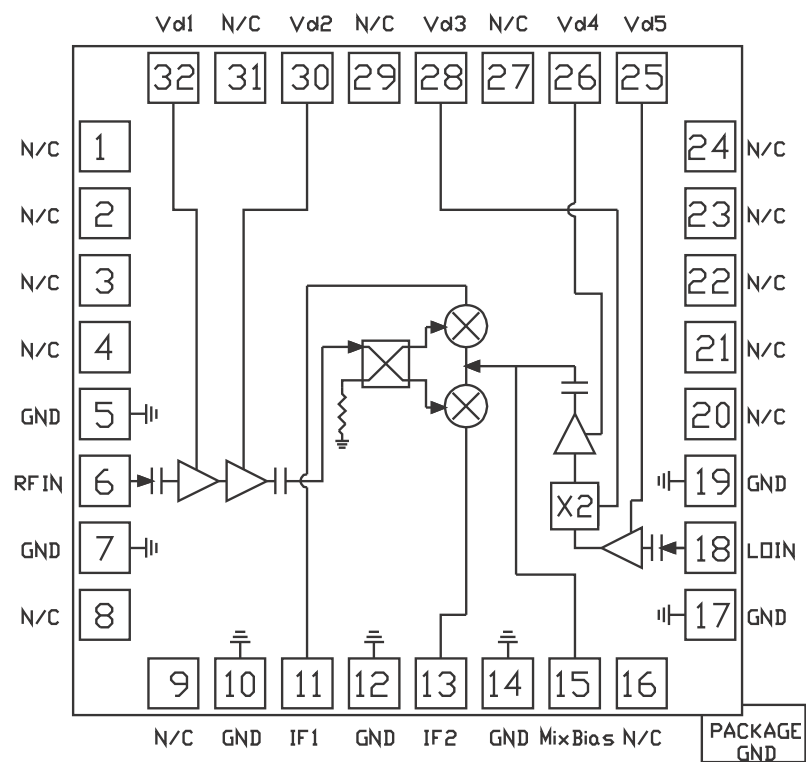 Vd1 N/C Vd2 N/C Vd3 N/C Vd4 Vd5
32 31 30 29 28 27 26 25
N/C 1 24 N/C
N/C 2 23 N/C
N/C 3 22 N/C
N/C 4 21 N/C
GND 5 20 N/C
RFIN 6 19 GND
X2
GND 7 18 LOIN
N/C 8 17 GND
9 10 11 12 13 14 15 16
N/C GND IF1 GND IF2 GND MixBias N/C
PACKAGE
GND